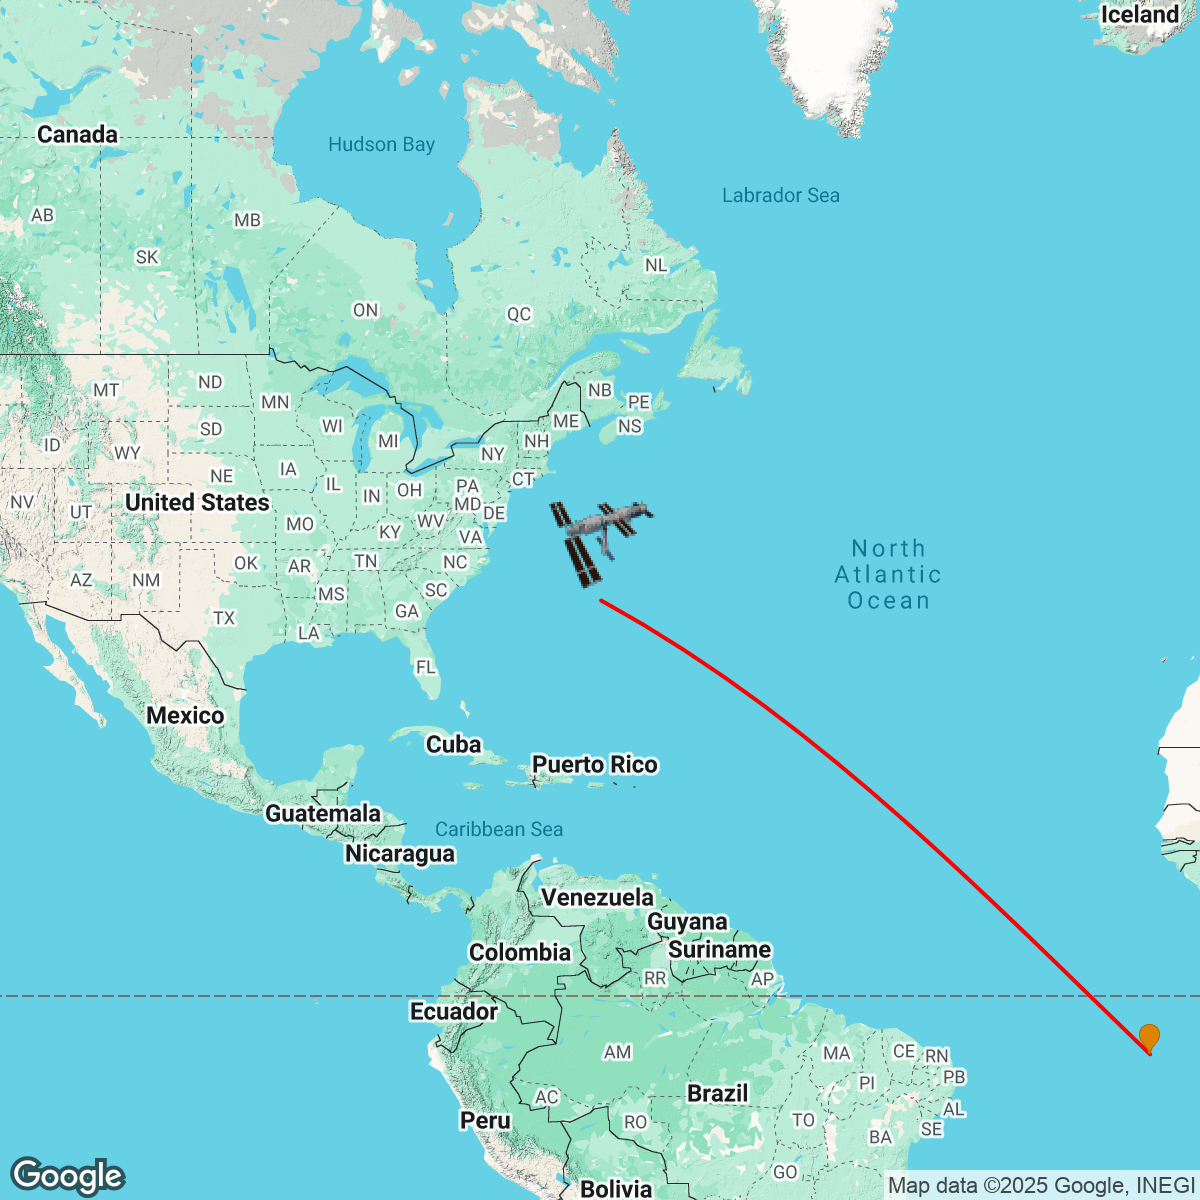 Iceland
Canada
Hudson Bay
Labrador Sea
AB
MB
SK
NL
ON
QC
MT
ND
MN
NB
PE
NS
ME
WI
SD
ID
WY
MI
NH
NY
NE
IA
IL
IN
OH
PA
CT
NV
UT
United States
MD
DE
MO
KY
WV
VA
AZ
NM
OK
AR
TN
NC
MS
SC
TX
GA
LA
FL
North
Atlantic
Ocean
Mexico
Cuba
Puerto Rico
Guatemala
Caribbean Sea
Nicaragua
Venezuela
Guyana
Suriname
Colombia
RR
AP
Ecuador
AM
MA
CE
RN
PI
PB
AC
Brazil
AL
Peru
RO
TO
BA
SE
GO
Bolivia
Google
Map data ©2025 Google, INEGI